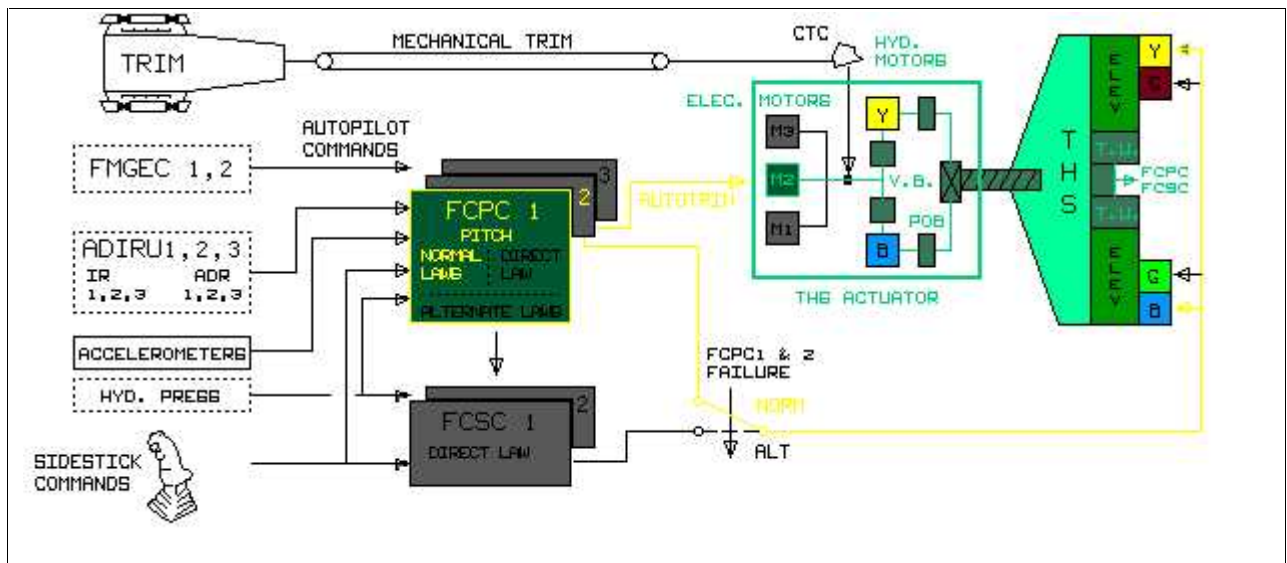 MECHANICAL TRIM
CTC
HYD.
MOTORS
TRIM
ELEC. MOTORS
AUTOPILOT
COMMANDS
FMGEC 1,2
3
2
FCPC 1
PITCH
NORMAL : DIRECT
LAWS : LAW
ALTERNATE LAWS
AUTOTRIM
M3
M2
M1
Y
V.B.
POB
B
THS ACTUATOR
THS
ELEV
Y
G
FCPC
FCSC
ELEV
G
B
ADIRU1,2,3
IR ADR
1,2,3 1,2,3
ACCELEROMETERS
HYD. PRESS
FCPC1 & 2
FAILURE
NORM
ALT
2
FCSC 1
DIRECT LAW
SIDESTICK
COMMANDS